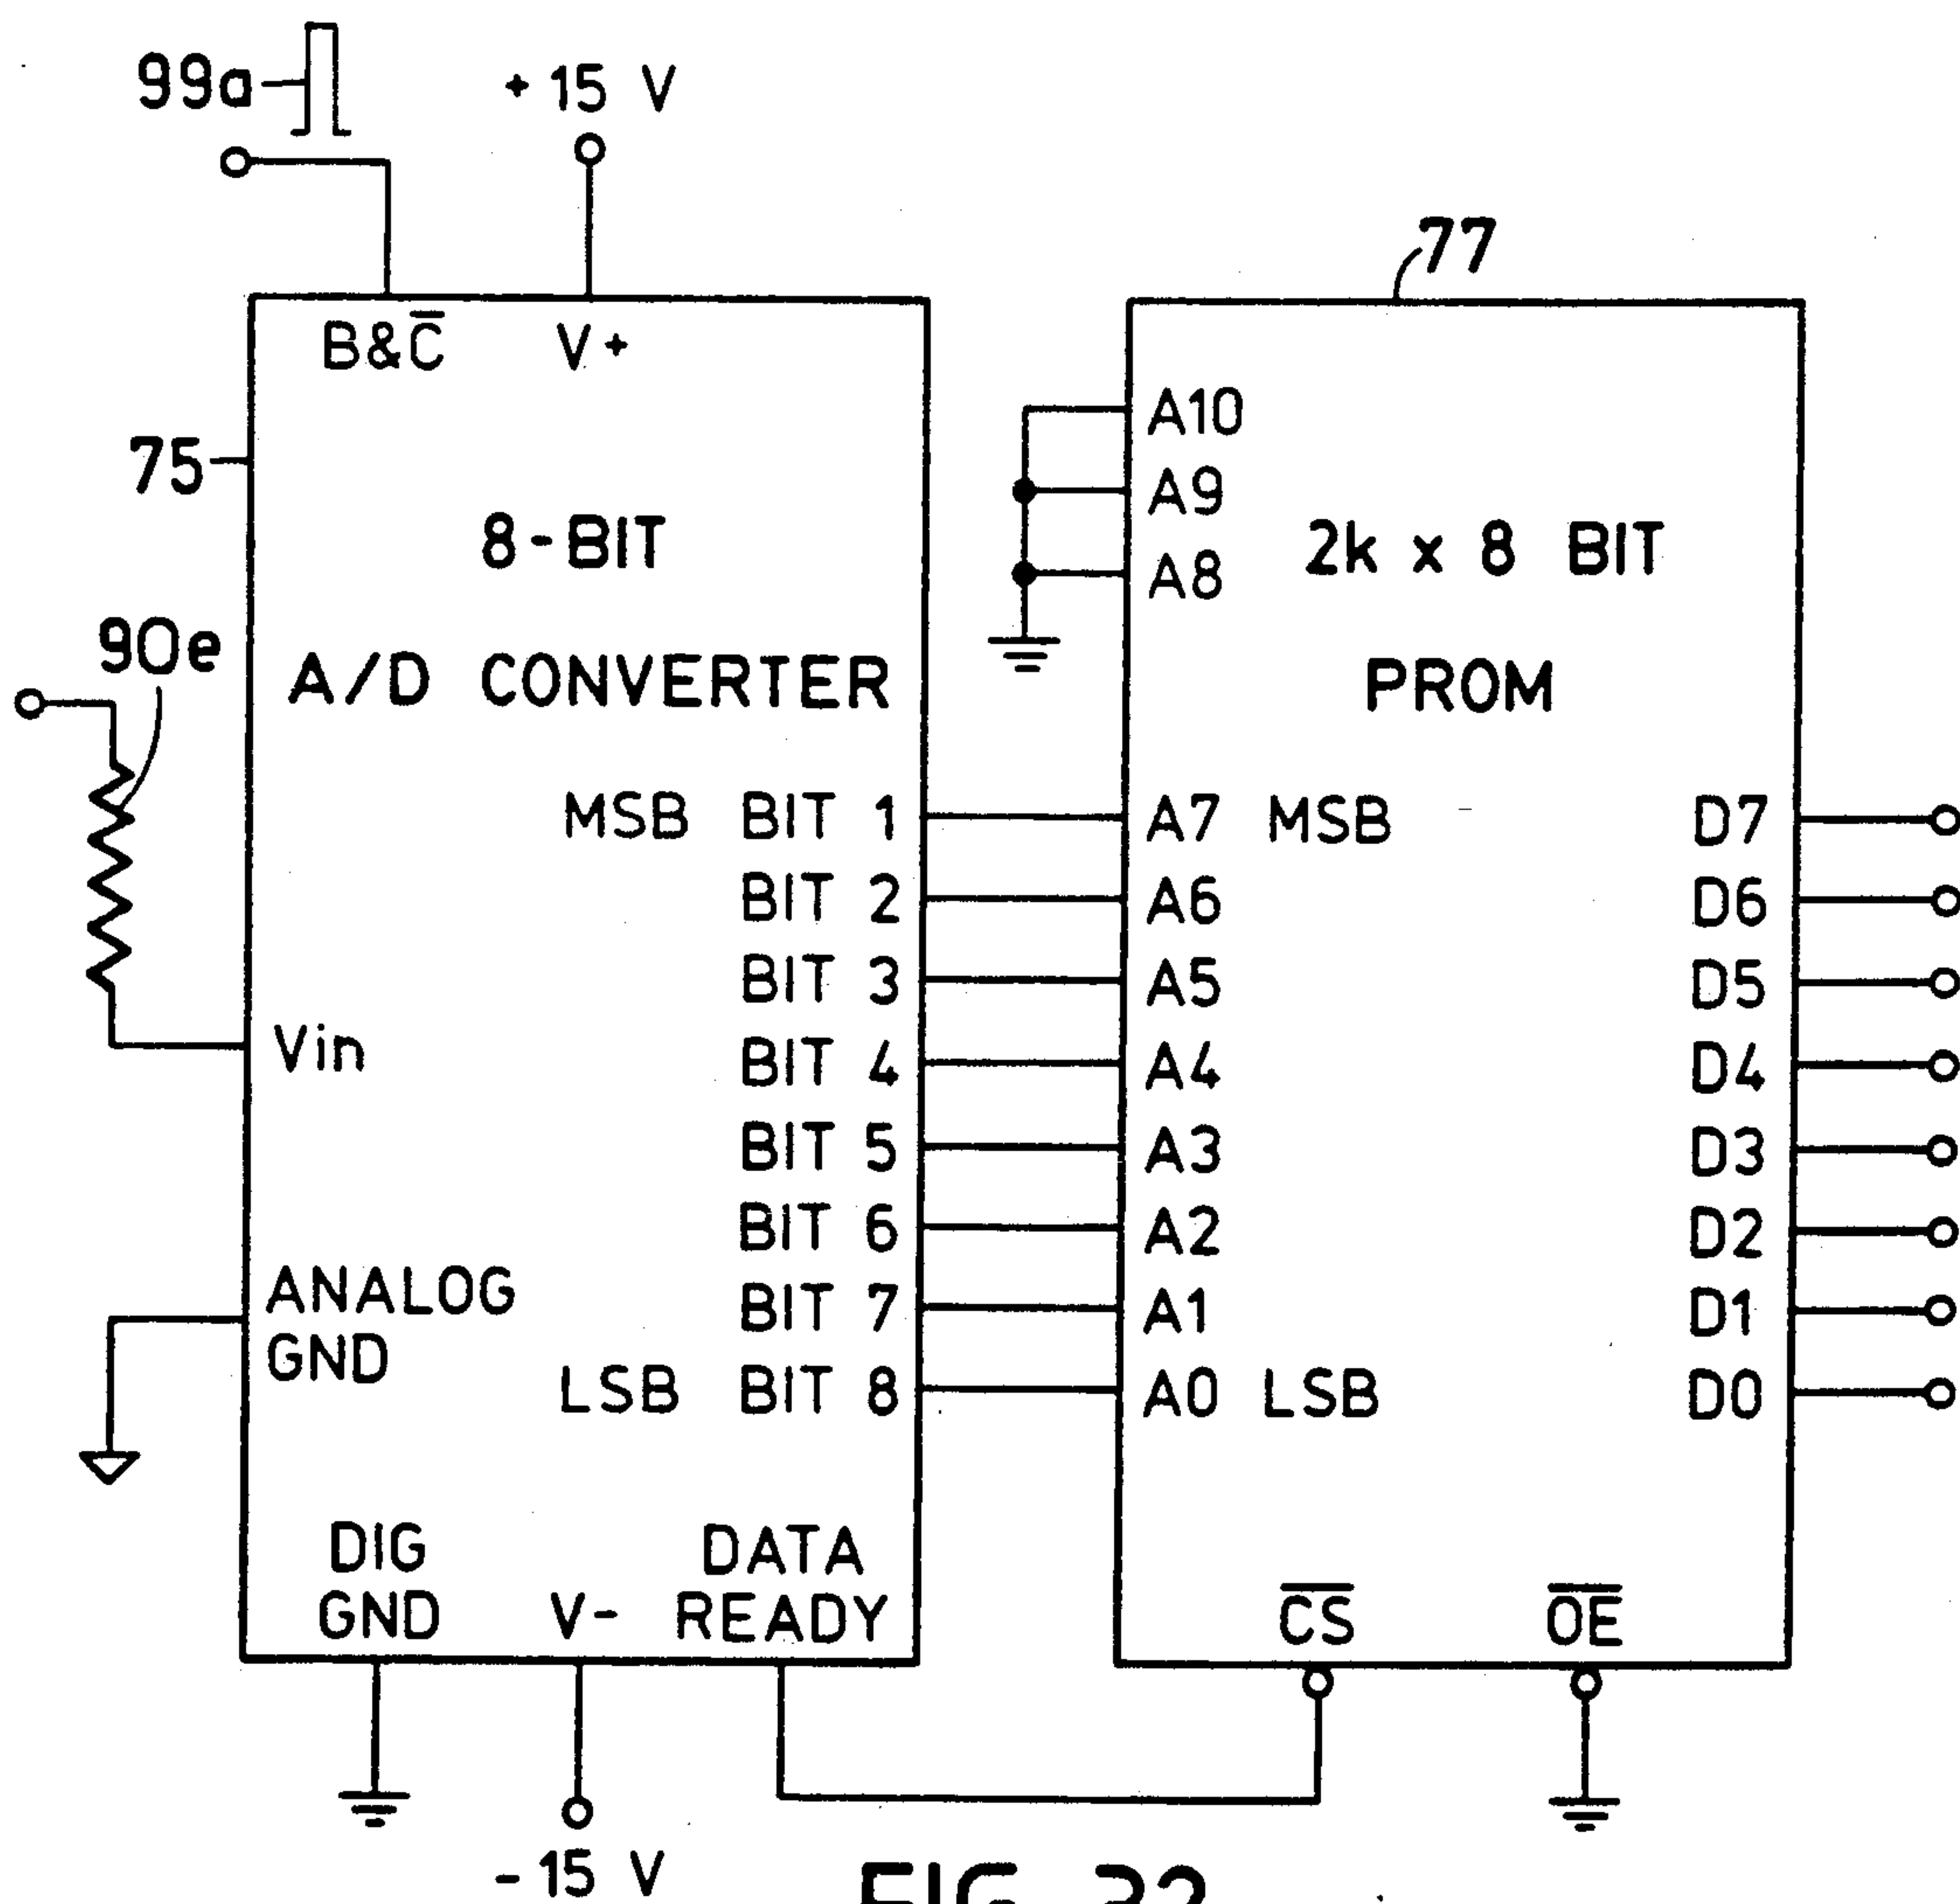 99a
+15 V
77
B&C̅ V+
A10
75
A9
8-BIT
2k x 8 BIT
A8
90e
A/D CONVERTER
PROM
MSB BIT 1
A7 MSB
D7
BIT 2
A6
D6
BIT 3
A5
D5
Vin
BIT 4
A4
D4
BIT 5
A3
D3
BIT 6
A2
D2
ANALOG
GND
BIT 7
A1
D1
LSB BIT 8
A0 LSB
D0
DIG
GND
V-
DATA
READY
C̅S̅
O̅E̅
-15 V